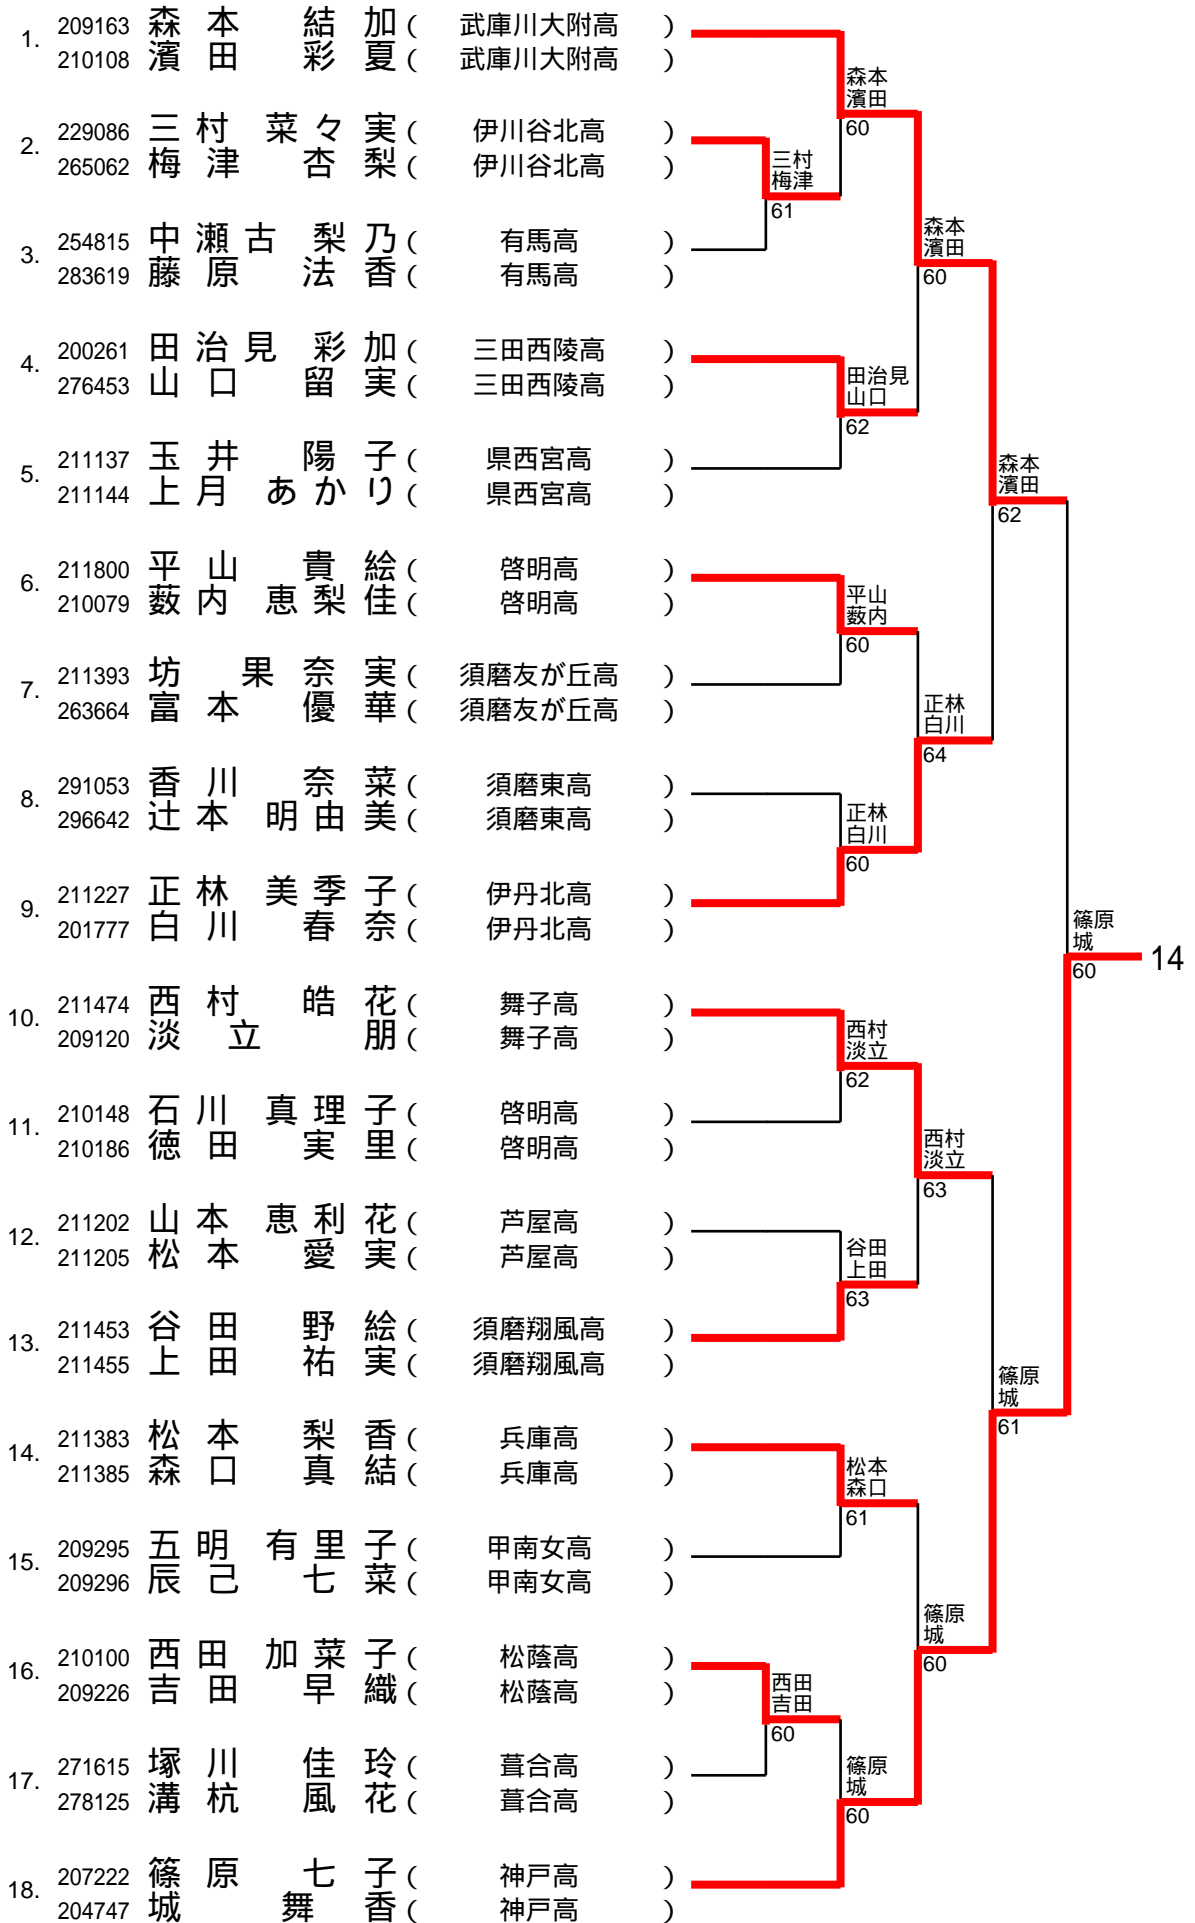 1. 209163 森本 結加 ( 武庫川大附高 )
210108 濱田 彩夏 ( 武庫川大附高 )
2. 229086 三村 菜々実 ( 伊川谷北高 )
265062 梅津 杏梨 ( 伊川谷北高 )
3. 254815 中瀬古 梨乃 ( 有馬高 )
283619 藤原 法香 ( 有馬高 )
4. 200261 田治見 彩加 ( 三田西陵高 )
276453 山口 留実 ( 三田西陵高 )
5. 211137 玉井 陽子 ( 県西宮高 )
211144 上月 あかり ( 県西宮高 )
6. 211800 平山 貴絵 ( 啓明高 )
210079 薮内 恵梨佳 ( 啓明高 )
7. 211393 坊 果奈実 ( 須磨友が丘高 )
263664 富本 優華 ( 須磨友が丘高 )
8. 291053 香川 奈菜 ( 須磨東高 )
296642 辻本 明由美 ( 須磨東高 )
9. 211227 正林 美季子 ( 伊丹北高 )
201777 白川 春奈 ( 伊丹北高 )
10. 211474 西村 皓花 ( 舞子高 )
209120 淡立 朋 ( 舞子高 )
11. 210148 石川 真理子 ( 啓明高 )
210186 徳田 実里 ( 啓明高 )
12. 211202 山本 恵利花 ( 芦屋高 )
211205 松本 愛実 ( 芦屋高 )
13. 211453 谷田 野絵 ( 須磨翔風高 )
211455 上田 祐実 ( 須磨翔風高 )
14. 211383 松本 梨香 ( 兵庫高 )
211385 森口 真結 ( 兵庫高 )
15. 209295 五明 有里子 ( 甲南女高 )
209296 辰己 七菜 ( 甲南女高 )
16. 210100 西田 加菜子 ( 松蔭高 )
209226 吉田 早織 ( 松蔭高 )
17. 271615 塚川 佳玲 ( 葺合高 )
278125 溝杭 風花 ( 葺合高 )
18. 207222 篠原 七子 ( 神戸高 )
204747 城 舞香 ( 神戸高 )
三村
梅津
61
西田
吉田
60
森本
濱田
60
田治見
山口
62
平山
薮内
60
正林
白川
60
西村
淡立
62
谷田
上田
63
松本
森口
61
篠原
城
60
森本
濱田
60
正林
白川
64
西村
淡立
63
篠原
城
60
森本
濱田
62
篠原
城
61
篠原
城
60
14